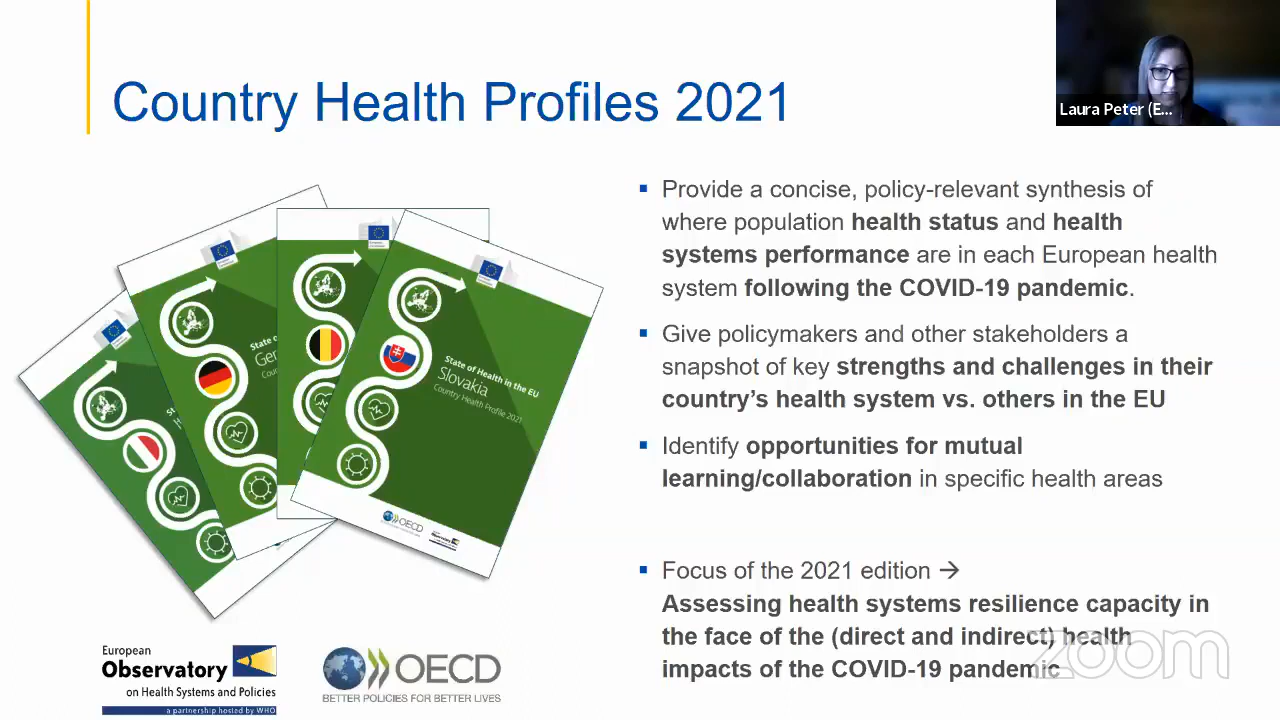 Country Health Profiles 2021
Laura Peter (E...
▪ Provide a concise, policy-relevant synthesis of
where population health status and health
systems performance are in each European health
system following the COVID-19 pandemic.
▪ Give policymakers and other stakeholders a
snapshot of key strengths and challenges in their
country's health system vs. others in the EU
▪ Identify opportunities for mutual
learning/collaboration in specific health areas
▪ Focus of the 2021 edition →
Assessing health systems resilience capacity in
the face of the (direct and indirect) health
impacts of the COVID-19 pandemic
zoom
State of Health in the EU
Slovakia
Country Health Profile 2021
OECD
European
Observatory
on Health Systems and Policies
a partnership hosted by WHO
OECD
BETTER POLICIES FOR BETTER LIVES